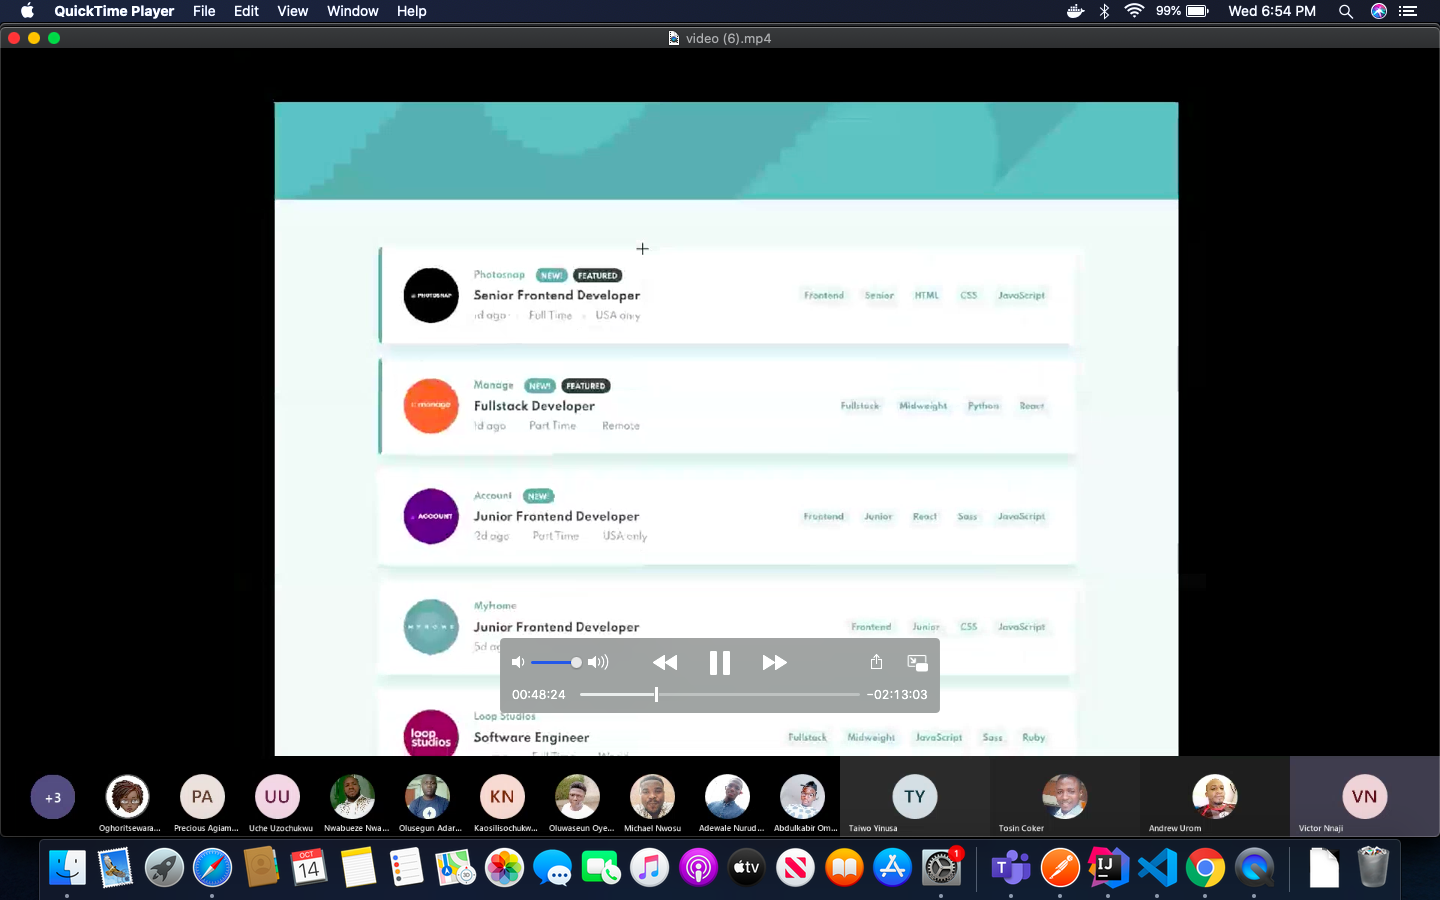 QuickTime Player File Edit View Window Help 99% Wed 6:54 PM
video (6).mp4
Photosnap NEW! FEATURED
PHOTOSNAP
Senior Frontend Developer
1d ago Full Time USA only
Frontend Senior HTML CSS JavaScript
Manage NEW! FEATURED
manage
Fullstack Developer
1d ago Part Time Remote
Fullstack Midweight Python React
Account NEW!
ACCOUNT
Junior Frontend Developer
2d ago Part Time USA only
Frontend Junior React Sass JavaScript
MyHome
MYHOME
Junior Frontend Developer
5d
Frontend Junior CSS JavaScript
00:48:24 -02:13:03
Loop Studios
loop
studios
Software Engineer
Full Time
Fullstack Midweight JavaScript Sass Ruby
+3 PA UU KN TY VN
Oghoritsewara... Precious Agiam... Uche Uzochukwu Nwabueze Nwa... Olusegun Adar... Kaosilisochukw... Oluwaseun Oye... Michael Nwosu Adewale Nurud... Abdulkabir Om... Taiwo Yinusa Tosin Coker Andrew Urom Victor Nnaji
OCT
14
tv
IJ
1